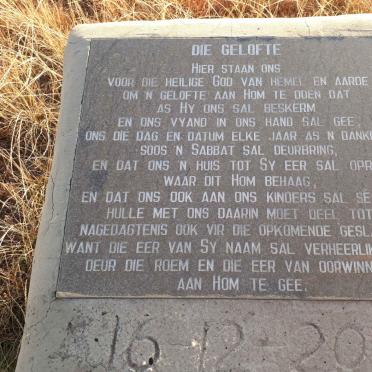 DIE GELOFTE
HIER STAAN ONS
VOOR DIE HEILIGE GOD VAN HEMEL EN AARDE
OM 'N GELOFTE AAN HOM TE DOEN DAT
AS HY ONS SAL BESKERM
EN ONS VYAND IN ONS HAND SAL GEE,
ONS DIE DAG EN DATUM ELKE JAAR AS 'N DANK
SOOS 'N SABBAT SAL DEURBRING,
EN DAT ONS 'N HUIS TOT SY EER SAL OPR
WAAR DIT HOM BEHAAG,
EN DAT ONS OOK AAN ONS KINDERS SAL SE
HULLE MET ONS DAARIN MOET DEEL TOT
NAGEDAGTENIS OOK VIR DIE OPKOMENDE GESL
WANT DIE EER VAN SY NAAM SAL VERHEERLIK
DEUR DIE ROEM EN DIE EER VAN OORWINN
AAN HOM TE GEE.
16-12-20